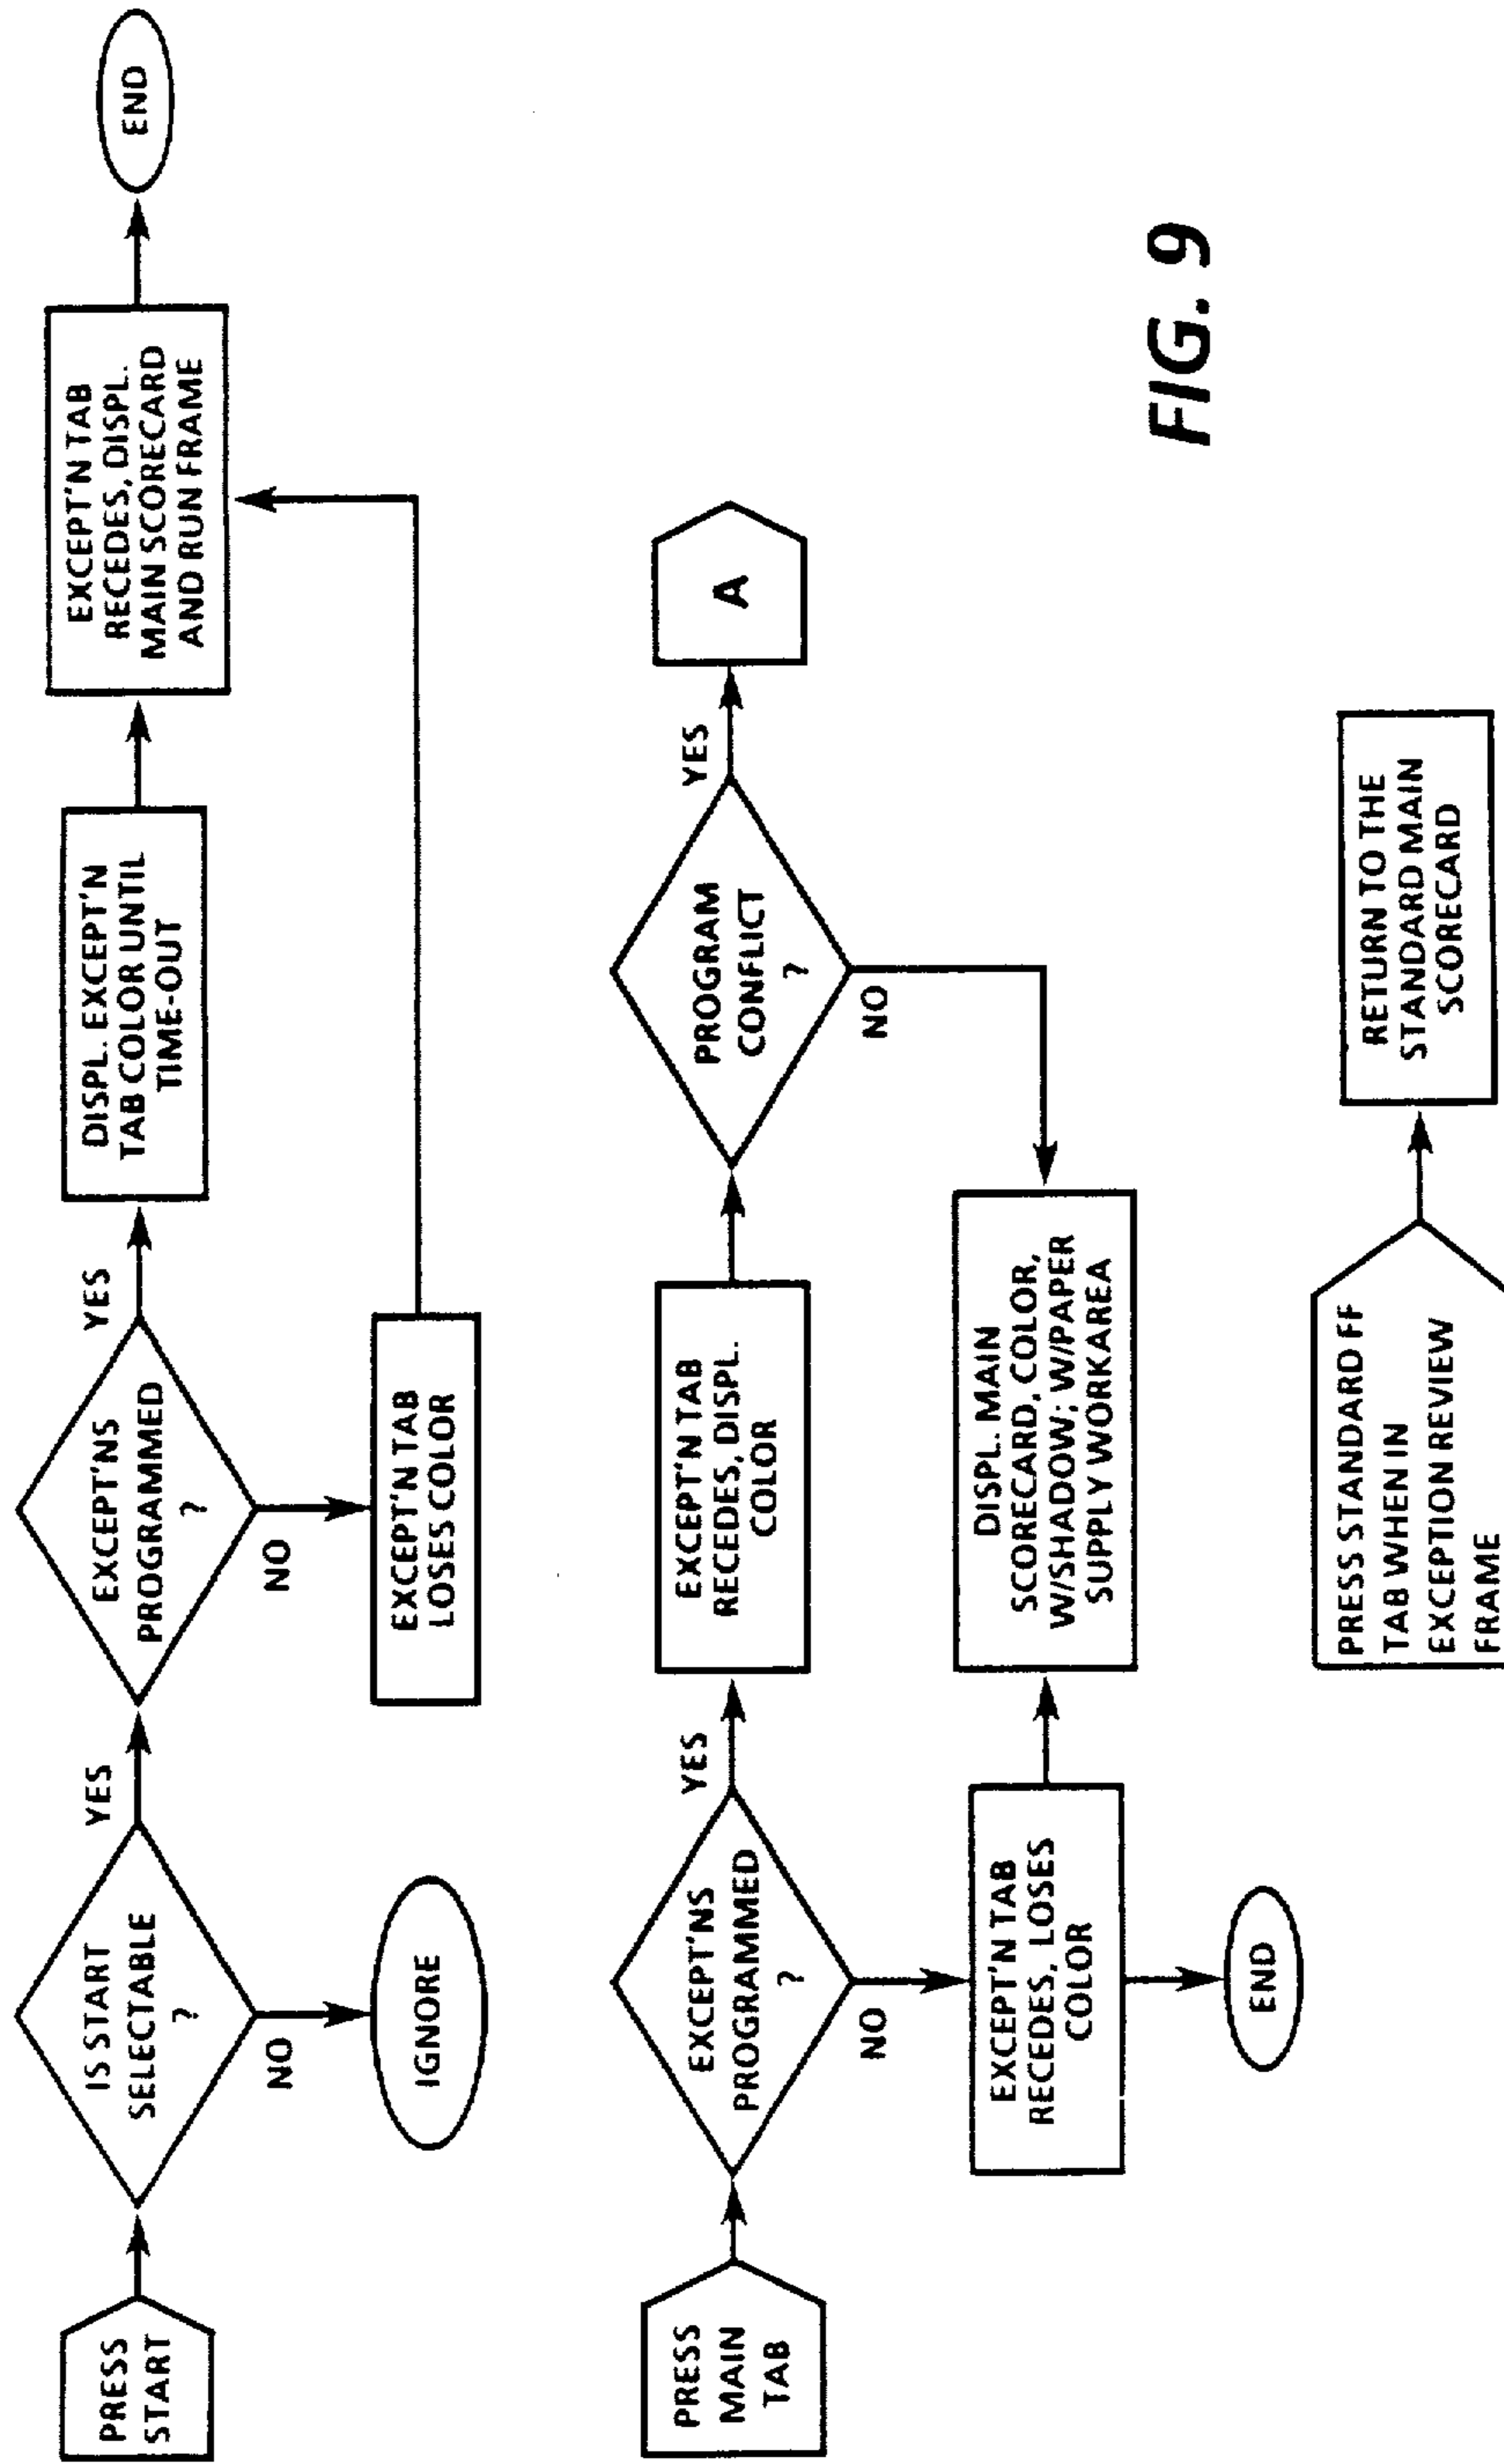 PRESS
START
IS START
SELECTABLE
?
YES
NO
IGNORE
EXCEPT'NS
PROGRAMMED
?
YES
NO
EXCEPT'N TAB
LOSES COLOR
DISPL. EXCEPT'N
TAB COLOR UNTIL
TIME-OUT
EXCEPT'N TAB
RECEDES, DISPL.
MAIN SCORECARD
AND RUN FRAME
END
PRESS
MAIN
TAB
EXCEPT'NS
PROGRAMMED
?
YES
NO
EXCEPT'N TAB
RECEDES, LOSES
COLOR
END
EXCEPT'N TAB
RECEDES, DISPL.
COLOR
PROGRAM
CONFLICT
?
YES
A
NO
DISPL. MAIN
SCORECARD, COLOR,
W/SHADOW; W/PAPER
SUPPLY WORKAREA
PRESS STANDARD FF
TAB WHEN IN
EXCEPTION REVIEW
FRAME
RETURN TO THE
STANDARD MAIN
SCORECARD
FIG. 9